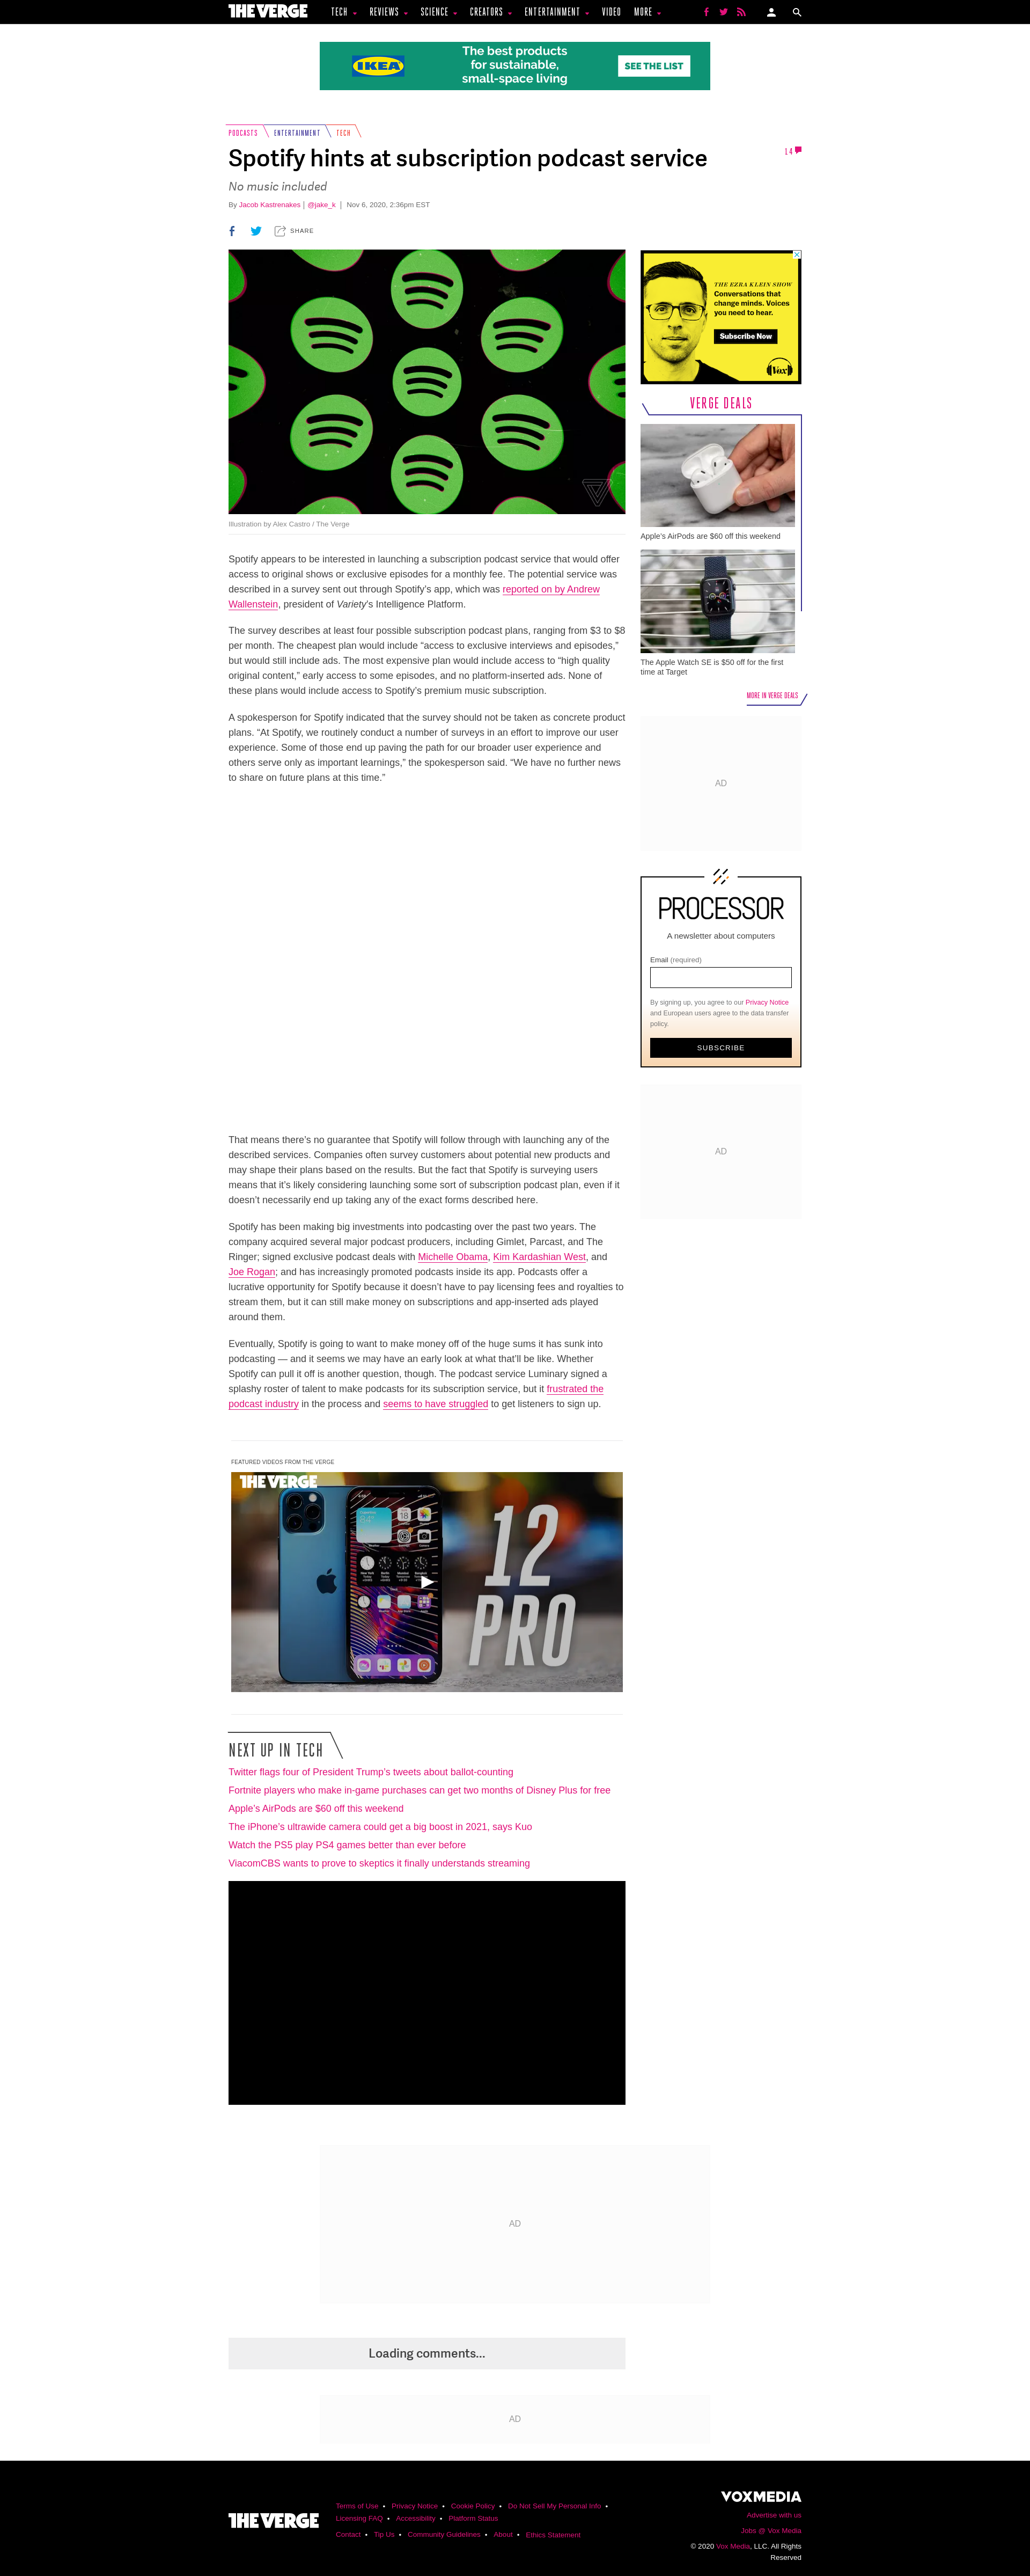 THE VERGE
TECH
REVIEWS
SCIENCE
CREATORS
ENTERTAINMENT
VIDEO
MORE
IKEA
The best products
for sustainable,
small-space living
SEE THE LIST
PODCASTS
ENTERTAINMENT
TECH
Spotify hints at subscription podcast service
14
No music included
By Jacob Kastrenakes | @jake_k | Nov 6, 2020, 2:36pm EST
SHARE
Illustration by Alex Castro / The Verge
Spotify appears to be interested in launching a subscription podcast service that would offer
access to original shows or exclusive episodes for a monthly fee. The potential service was
described in a survey sent out through Spotify’s app, which was reported on by Andrew
Wallenstein, president of Variety’s Intelligence Platform.
The survey describes at least four possible subscription podcast plans, ranging from $3 to $8
per month. The cheapest plan would include “access to exclusive interviews and episodes,”
but would still include ads. The most expensive plan would include access to “high quality
original content,” early access to some episodes, and no platform-inserted ads. None of
these plans would include access to Spotify’s premium music subscription.
A spokesperson for Spotify indicated that the survey should not be taken as concrete product
plans. “At Spotify, we routinely conduct a number of surveys in an effort to improve our user
experience. Some of those end up paving the path for our broader user experience and
others serve only as important learnings,” the spokesperson said. “We have no further news
to share on future plans at this time.”
That means there’s no guarantee that Spotify will follow through with launching any of the
described services. Companies often survey customers about potential new products and
may shape their plans based on the results. But the fact that Spotify is surveying users
means that it’s likely considering launching some sort of subscription podcast plan, even if it
doesn’t necessarily end up taking any of the exact forms described here.
Spotify has been making big investments into podcasting over the past two years. The
company acquired several major podcast producers, including Gimlet, Parcast, and The
Ringer; signed exclusive podcast deals with Michelle Obama, Kim Kardashian West, and
Joe Rogan; and has increasingly promoted podcasts inside its app. Podcasts offer a
lucrative opportunity for Spotify because it doesn’t have to pay licensing fees and royalties to
stream them, but it can still make money on subscriptions and app-inserted ads played
around them.
Eventually, Spotify is going to want to make money off of the huge sums it has sunk into
podcasting — and it seems we may have an early look at what that’ll be like. Whether
Spotify can pull it off is another question, though. The podcast service Luminary signed a
splashy roster of talent to make podcasts for its subscription service, but it frustrated the
podcast industry in the process and seems to have struggled to get listeners to sign up.
FEATURED VIDEOS FROM THE VERGE
THE VERGE
12
PRO
NEXT UP IN TECH
Twitter flags four of President Trump’s tweets about ballot-counting
Fortnite players who make in-game purchases can get two months of Disney Plus for free
Apple’s AirPods are $60 off this weekend
The iPhone’s ultrawide camera could get a big boost in 2021, says Kuo
Watch the PS5 play PS4 games better than ever before
ViacomCBS wants to prove to skeptics it finally understands streaming
THE EZRA KLEIN SHOW
Conversations that
change minds. Voices
you need to hear.
Subscribe Now
Vox
VERGE DEALS
Apple’s AirPods are $60 off this weekend
The Apple Watch SE is $50 off for the first
time at Target
MORE IN VERGE DEALS
AD
PROCESSOR
A newsletter about computers
Email (required)
By signing up, you agree to our Privacy Notice
and European users agree to the data transfer
policy.
SUBSCRIBE
AD
AD
Loading comments...
AD
THE VERGE
Terms of Use • Privacy Notice • Cookie Policy • Do Not Sell My Personal Info •
Licensing FAQ • Accessibility • Platform Status
Contact • Tip Us • Community Guidelines • About • Ethics Statement
VOXMEDIA
Advertise with us
Jobs @ Vox Media
© 2020 Vox Media, LLC. All Rights
Reserved